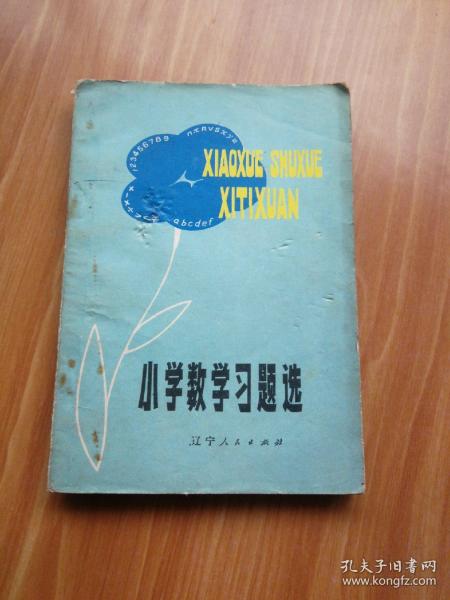 123456789
abcdef
XIAOXUE SHUXUE
XITIXUAN
小学数学习题选
辽宁人民出版社
孔夫子旧书网
www.kongfz.com